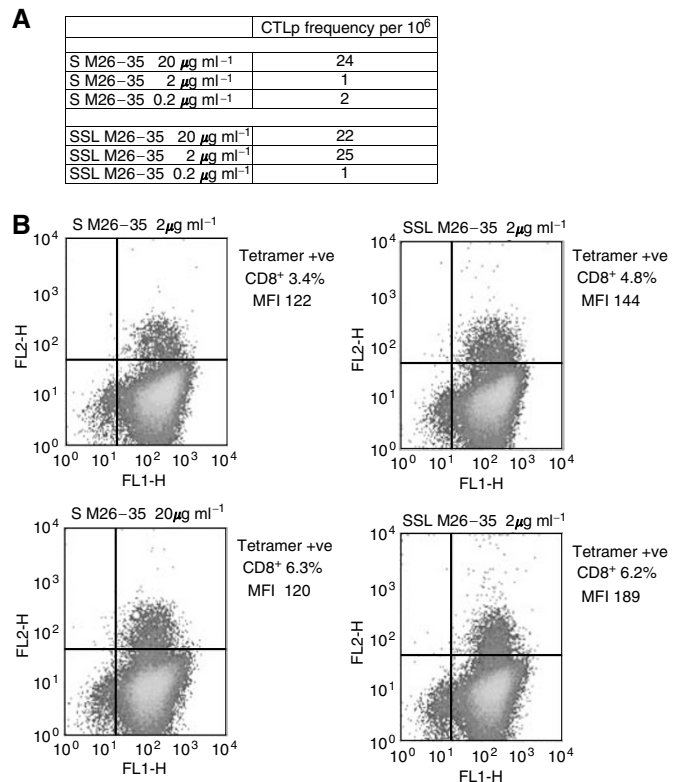 A
CTLp frequency per 10⁶
S M26–35 20 μg ml⁻¹ 24
S M26–35 2 μg ml⁻¹ 1
S M26–35 0.2 μg ml⁻¹ 2
SSL M26–35 20 μg ml⁻¹ 22
SSL M26–35 2 μg ml⁻¹ 25
SSL M26–35 0.2 μg ml⁻¹ 1
B
S M26–35 2μg ml⁻¹
10⁴
10³
10²
10¹
10⁰
FL2-H
10⁰ 10¹ 10² 10³ 10⁴
FL1-H
Tetramer +ve
CD8⁺ 3.4%
MFI 122
SSL M26–35 2μg ml⁻¹
10⁴
10³
10²
10¹
10⁰
FL2-H
10⁰ 10¹ 10² 10³ 10⁴
FL1-H
Tetramer +ve
CD8⁺ 4.8%
MFI 144
S M26–35 20μg ml⁻¹
10⁴
10³
10²
10¹
10⁰
FL2-H
10⁰ 10¹ 10² 10³ 10⁴
FL1-H
Tetramer +ve
CD8⁺ 6.3%
MFI 120
SSL M26–35 2μg ml⁻¹
10⁴
10³
10²
10¹
10⁰
FL2-H
10⁰ 10¹ 10² 10³ 10⁴
FL1-H
Tetramer +ve
CD8⁺ 6.2%
MFI 189